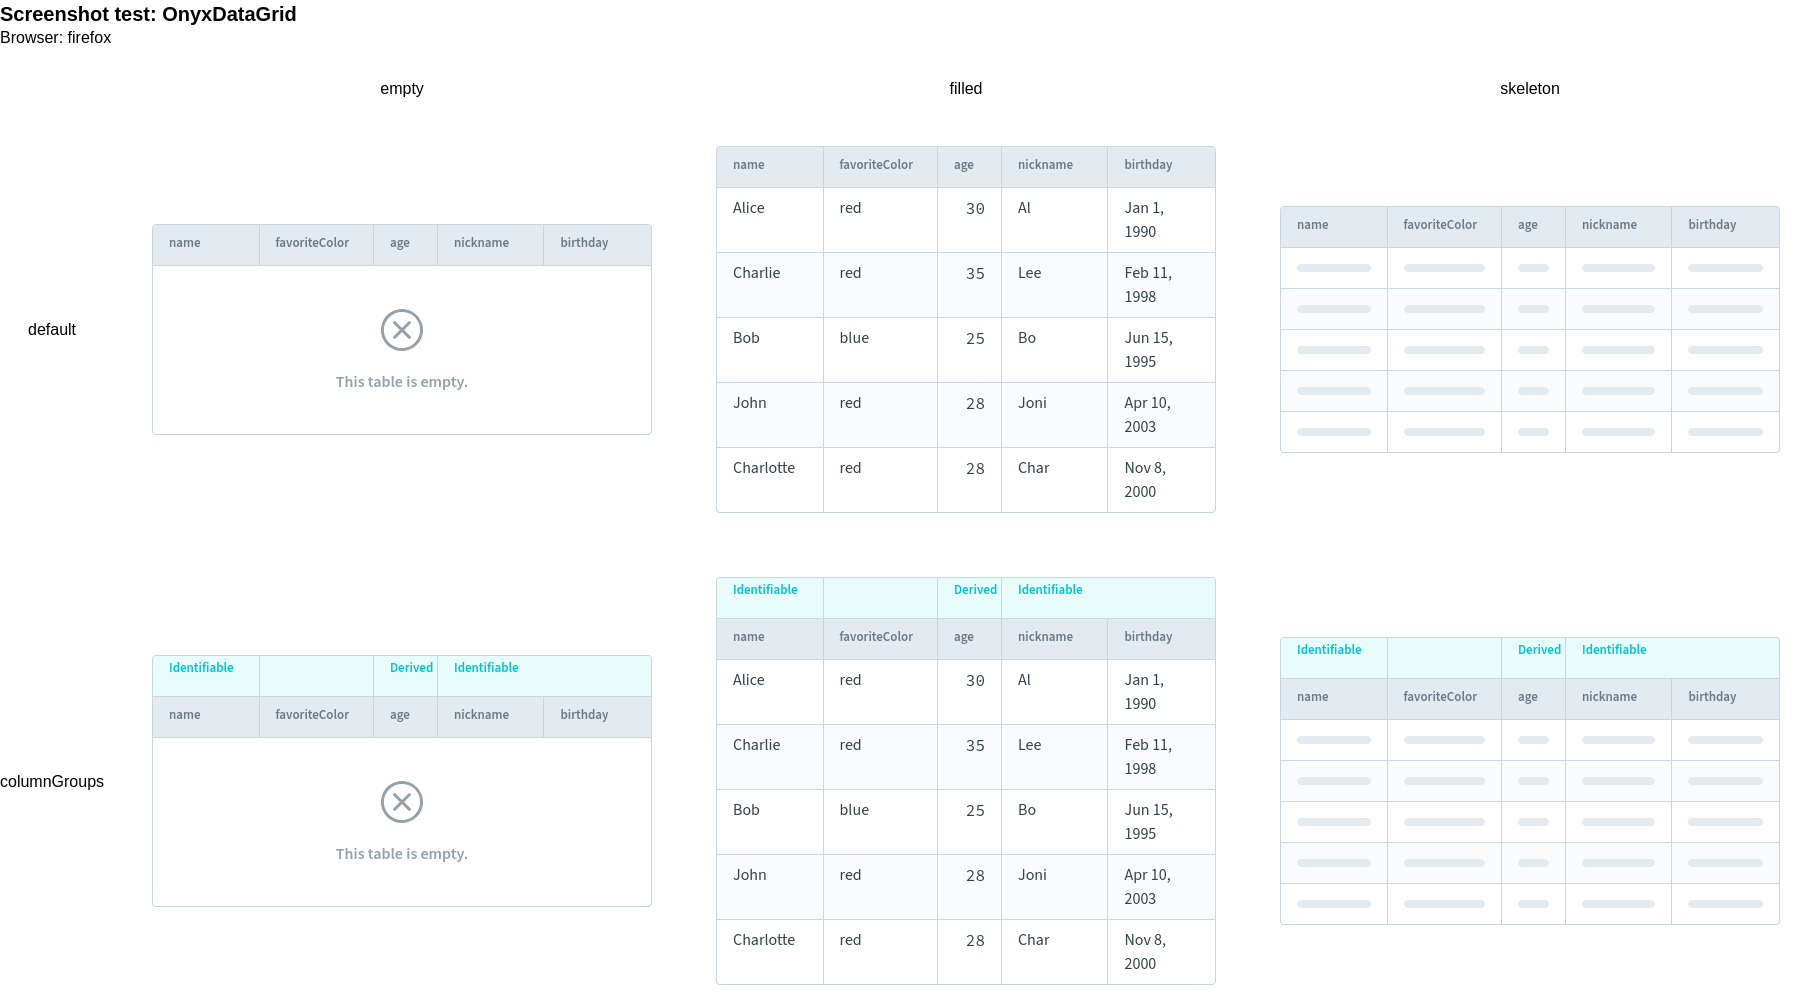 Screenshot test: OnyxDataGrid
Browser: firefox
empty filled skeleton
default
name favoriteColor age nickname birthday
This table is empty.
name favoriteColor age nickname birthday
Alice red 30 Al Jan 1,
1990
Charlie red 35 Lee Feb 11,
1998
Bob blue 25 Bo Jun 15,
1995
John red 28 Joni Apr 10,
2003
Charlotte red 28 Char Nov 8,
2000
name favoriteColor age nickname birthday
columnGroups
Identifiable Derived Identifiable
name favoriteColor age nickname birthday
This table is empty.
Identifiable Derived Identifiable
name favoriteColor age nickname birthday
Alice red 30 Al Jan 1,
1990
Charlie red 35 Lee Feb 11,
1998
Bob blue 25 Bo Jun 15,
1995
John red 28 Joni Apr 10,
2003
Charlotte red 28 Char Nov 8,
2000
Identifiable Derived Identifiable
name favoriteColor age nickname birthday